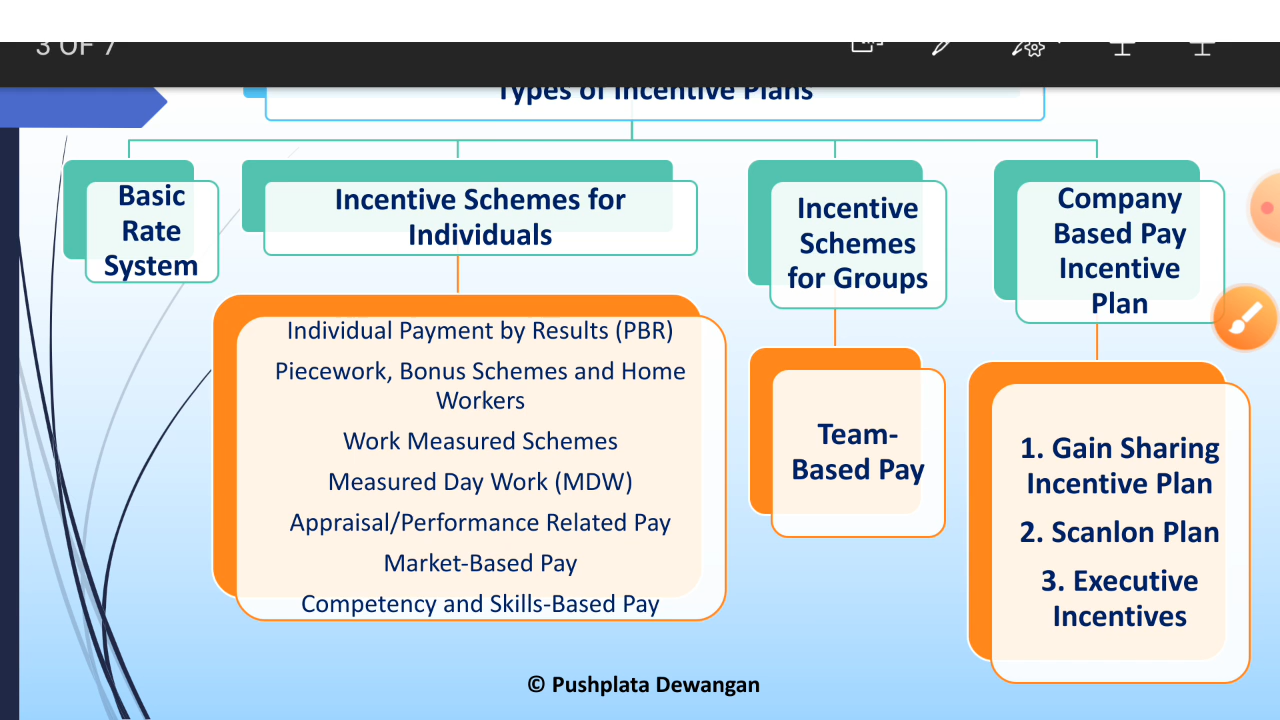 3 OF 7
Types of Incentive Plans
Basic
Rate
System
Incentive Schemes for
Individuals
Individual Payment by Results (PBR)
Piecework, Bonus Schemes and Home
Workers
Work Measured Schemes
Measured Day Work (MDW)
Appraisal/Performance Related Pay
Market-Based Pay
Competency and Skills-Based Pay
Incentive
Schemes
for Groups
Team-
Based Pay
Company
Based Pay
Incentive
Plan
1. Gain Sharing
Incentive Plan
2. Scanlon Plan
3. Executive
Incentives
© Pushplata Dewangan